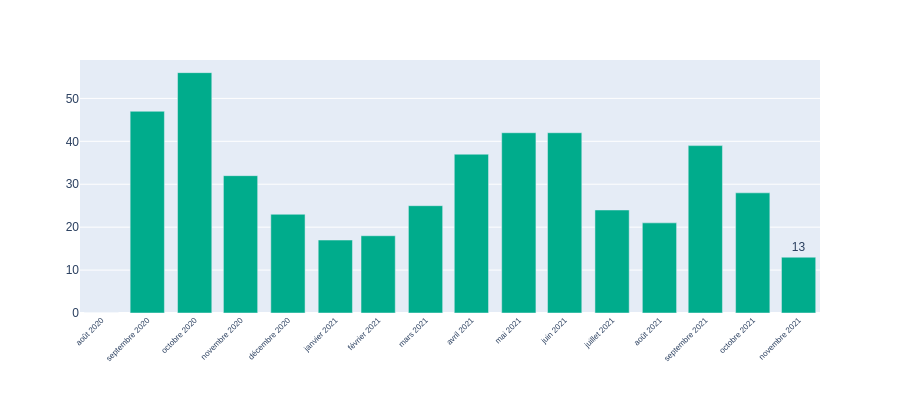 50
40
30
20
10
0
13
août 2020
septembre 2020
octobre 2020
novembre 2020
décembre 2020
janvier 2021
février 2021
mars 2021
avril 2021
mai 2021
juin 2021
juillet 2021
août 2021
septembre 2021
octobre 2021
novembre 2021